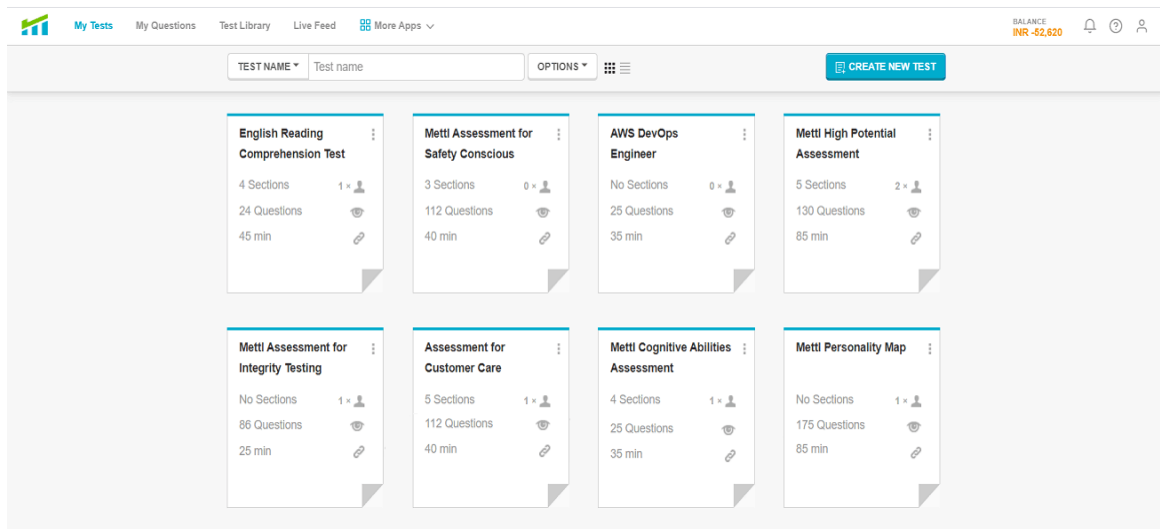 My Tests My Questions Test Library Live Feed More Apps BALANCE
INR -52,620
TEST NAME Test name OPTIONS CREATE NEW TEST
English Reading
Comprehension Test
4 Sections 1 ×
24 Questions
45 min
Mettl Assessment for
Safety Conscious
3 Sections 0 ×
112 Questions
40 min
AWS DevOps
Engineer
No Sections 0 ×
25 Questions
35 min
Mettl High Potential
Assessment
5 Sections 2 ×
130 Questions
85 min
Mettl Assessment for
Integrity Testing
No Sections 1 ×
86 Questions
25 min
Assessment for
Customer Care
5 Sections 1 ×
112 Questions
40 min
Mettl Cognitive Abilities
Assessment
4 Sections 1 ×
25 Questions
35 min
Mettl Personality Map
No Sections 1 ×
175 Questions
85 min